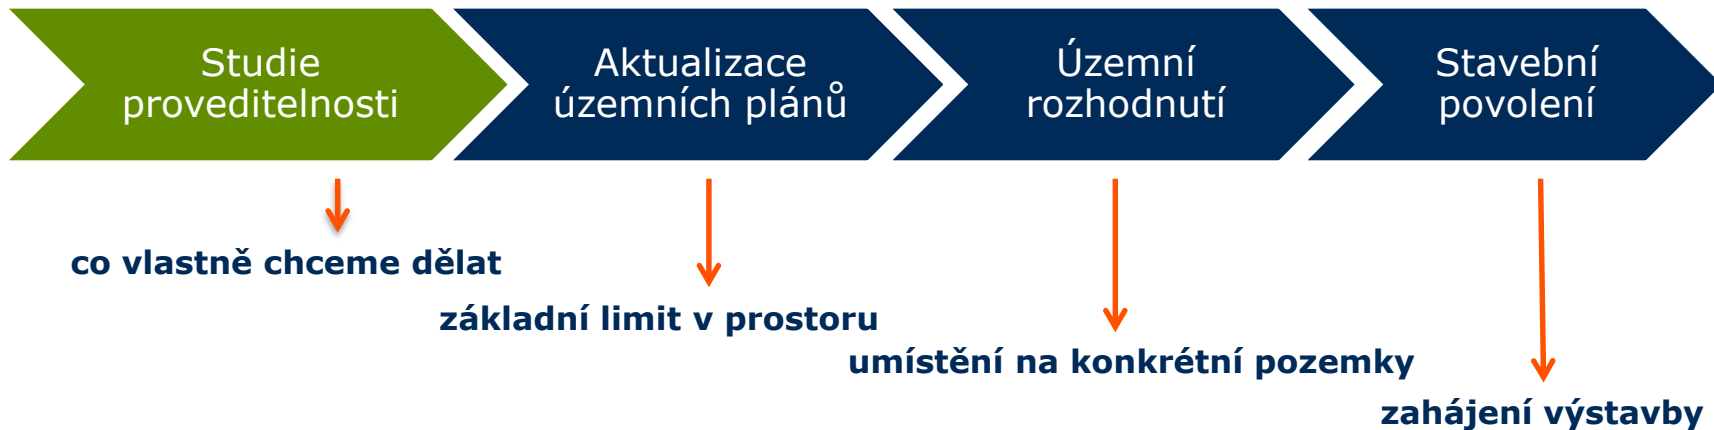 Studie
proveditelnosti
Aktualizace
územních plánů
Územní
rozhodnutí
Stavební
povolení
co vlastně chceme dělat
základní limit v prostoru
umístění na konkrétní pozemky
zahájení výstavby